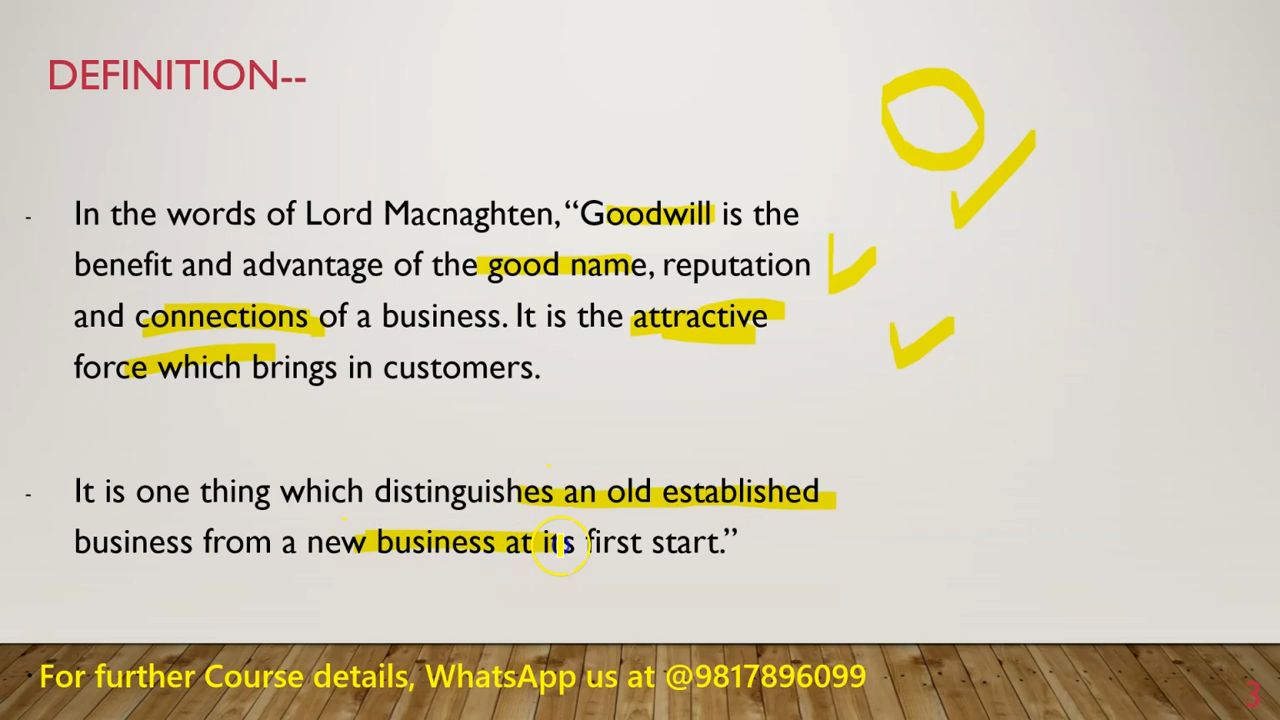 DEFINITION--
- In the words of Lord Macnaghten, “Goodwill is the
benefit and advantage of the good name, reputation
and connections of a business. It is the attractive
force which brings in customers.
- It is one thing which distinguishes an old established
business from a new business at its first start.”
For further Course details, WhatsApp us at @9817896099
3